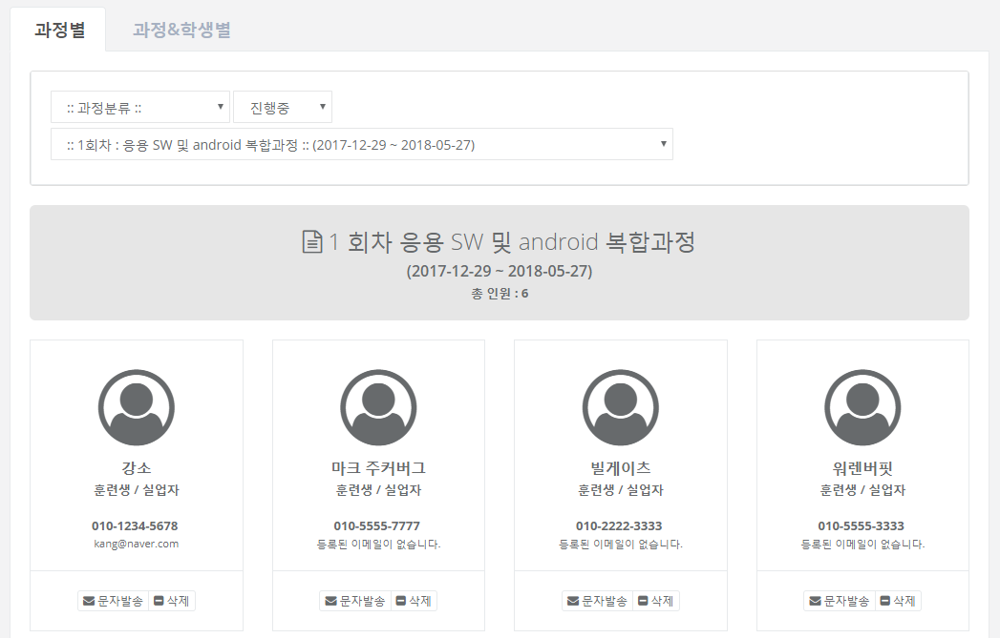 과정별 과정&학생별
:: 과정분류 :: 진행중
:: 1회차 : 응용 SW 및 android 복합과정 :: (2017-12-29 ~ 2018-05-27)
1 회차 응용 SW 및 android 복합과정
(2017-12-29 ~ 2018-05-27)
총 인원 : 6
강소
훈련생 / 실업자
010-1234-5678
kang@naver.com
문자발송 삭제
마크 주커버그
훈련생 / 실업자
010-5555-7777
등록된 이메일이 없습니다.
문자발송 삭제
빌게이츠
훈련생 / 실업자
010-2222-3333
등록된 이메일이 없습니다.
문자발송 삭제
워렌버핏
훈련생 / 실업자
010-5555-3333
등록된 이메일이 없습니다.
문자발송 삭제